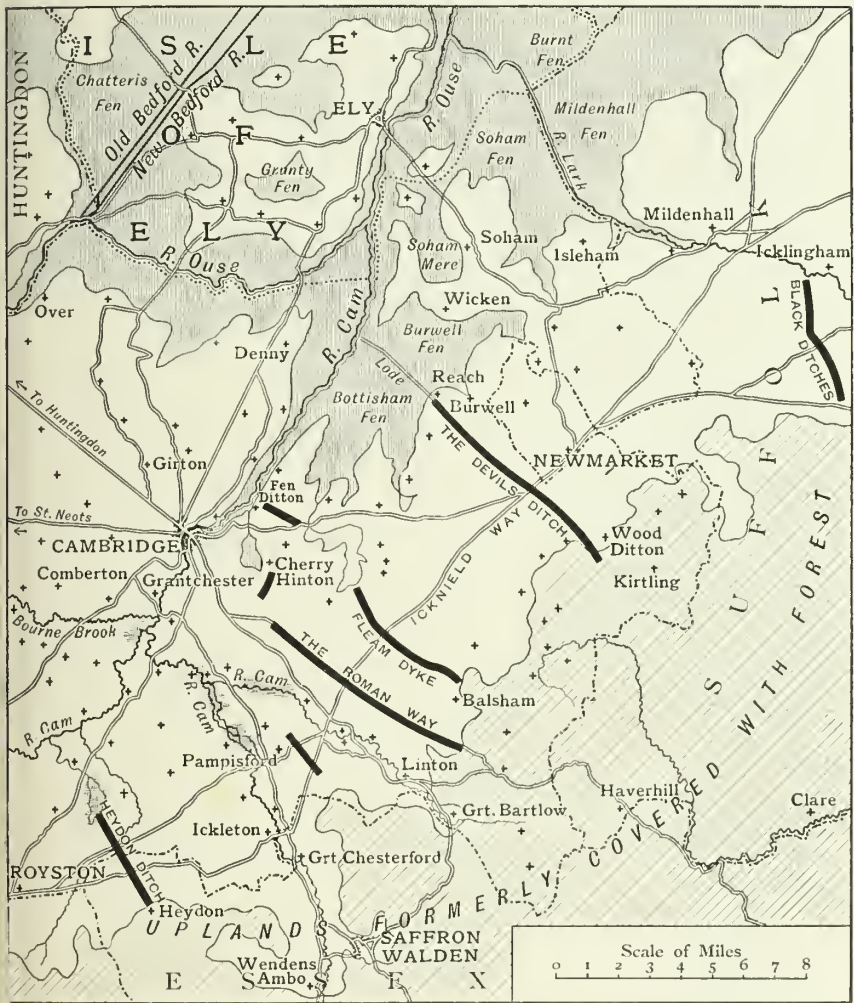 ISLE
OF
ELY
HUNTINGDON
Chatteris
Fen
Old Bedford R.
New Bedford R.
ELY
R. Ouse
Burnt
Fen
Mildenhall
Fen
Soham
Fen
R. Lark
Grunty
Fen
Mildenhall
Icklingham
Isleham
Soham
Soham
Mere
R. Ouse
R. Cam
Over
Wicken
BLACK DITCHES
Denny
Burwell
Fen
Lode
Reach
Burwell
Bottisham
Fen
To Huntingdon
THE DEVILS DITCH
NEWMARKET
Girton
Fen
Ditton
To St. Neots
CAMBRIDGE
Wood
Ditton
Kirtling
Cherry
Hinton
Comberton
Grantchester
ICKNIELD WAY
Bourne Brook
FLEAM DYKE
THE ROMAN WAY
Balsham
R. Cam
R. Cam
R. Cam
Pampisford
Linton
Haverhill
Clare
Grt. Bartlow
HEYDON DITCH
Ickleton
Grt Chesterford
ROYSTON
Heydon
UPLANDS FORMERLY COVERED WITH FOREST
SAFFRON
WALDEN
Wendens
Ambo
ESSEX
SUFFOLK
Scale of Miles
0 1 2 3 4 5 6 7 8